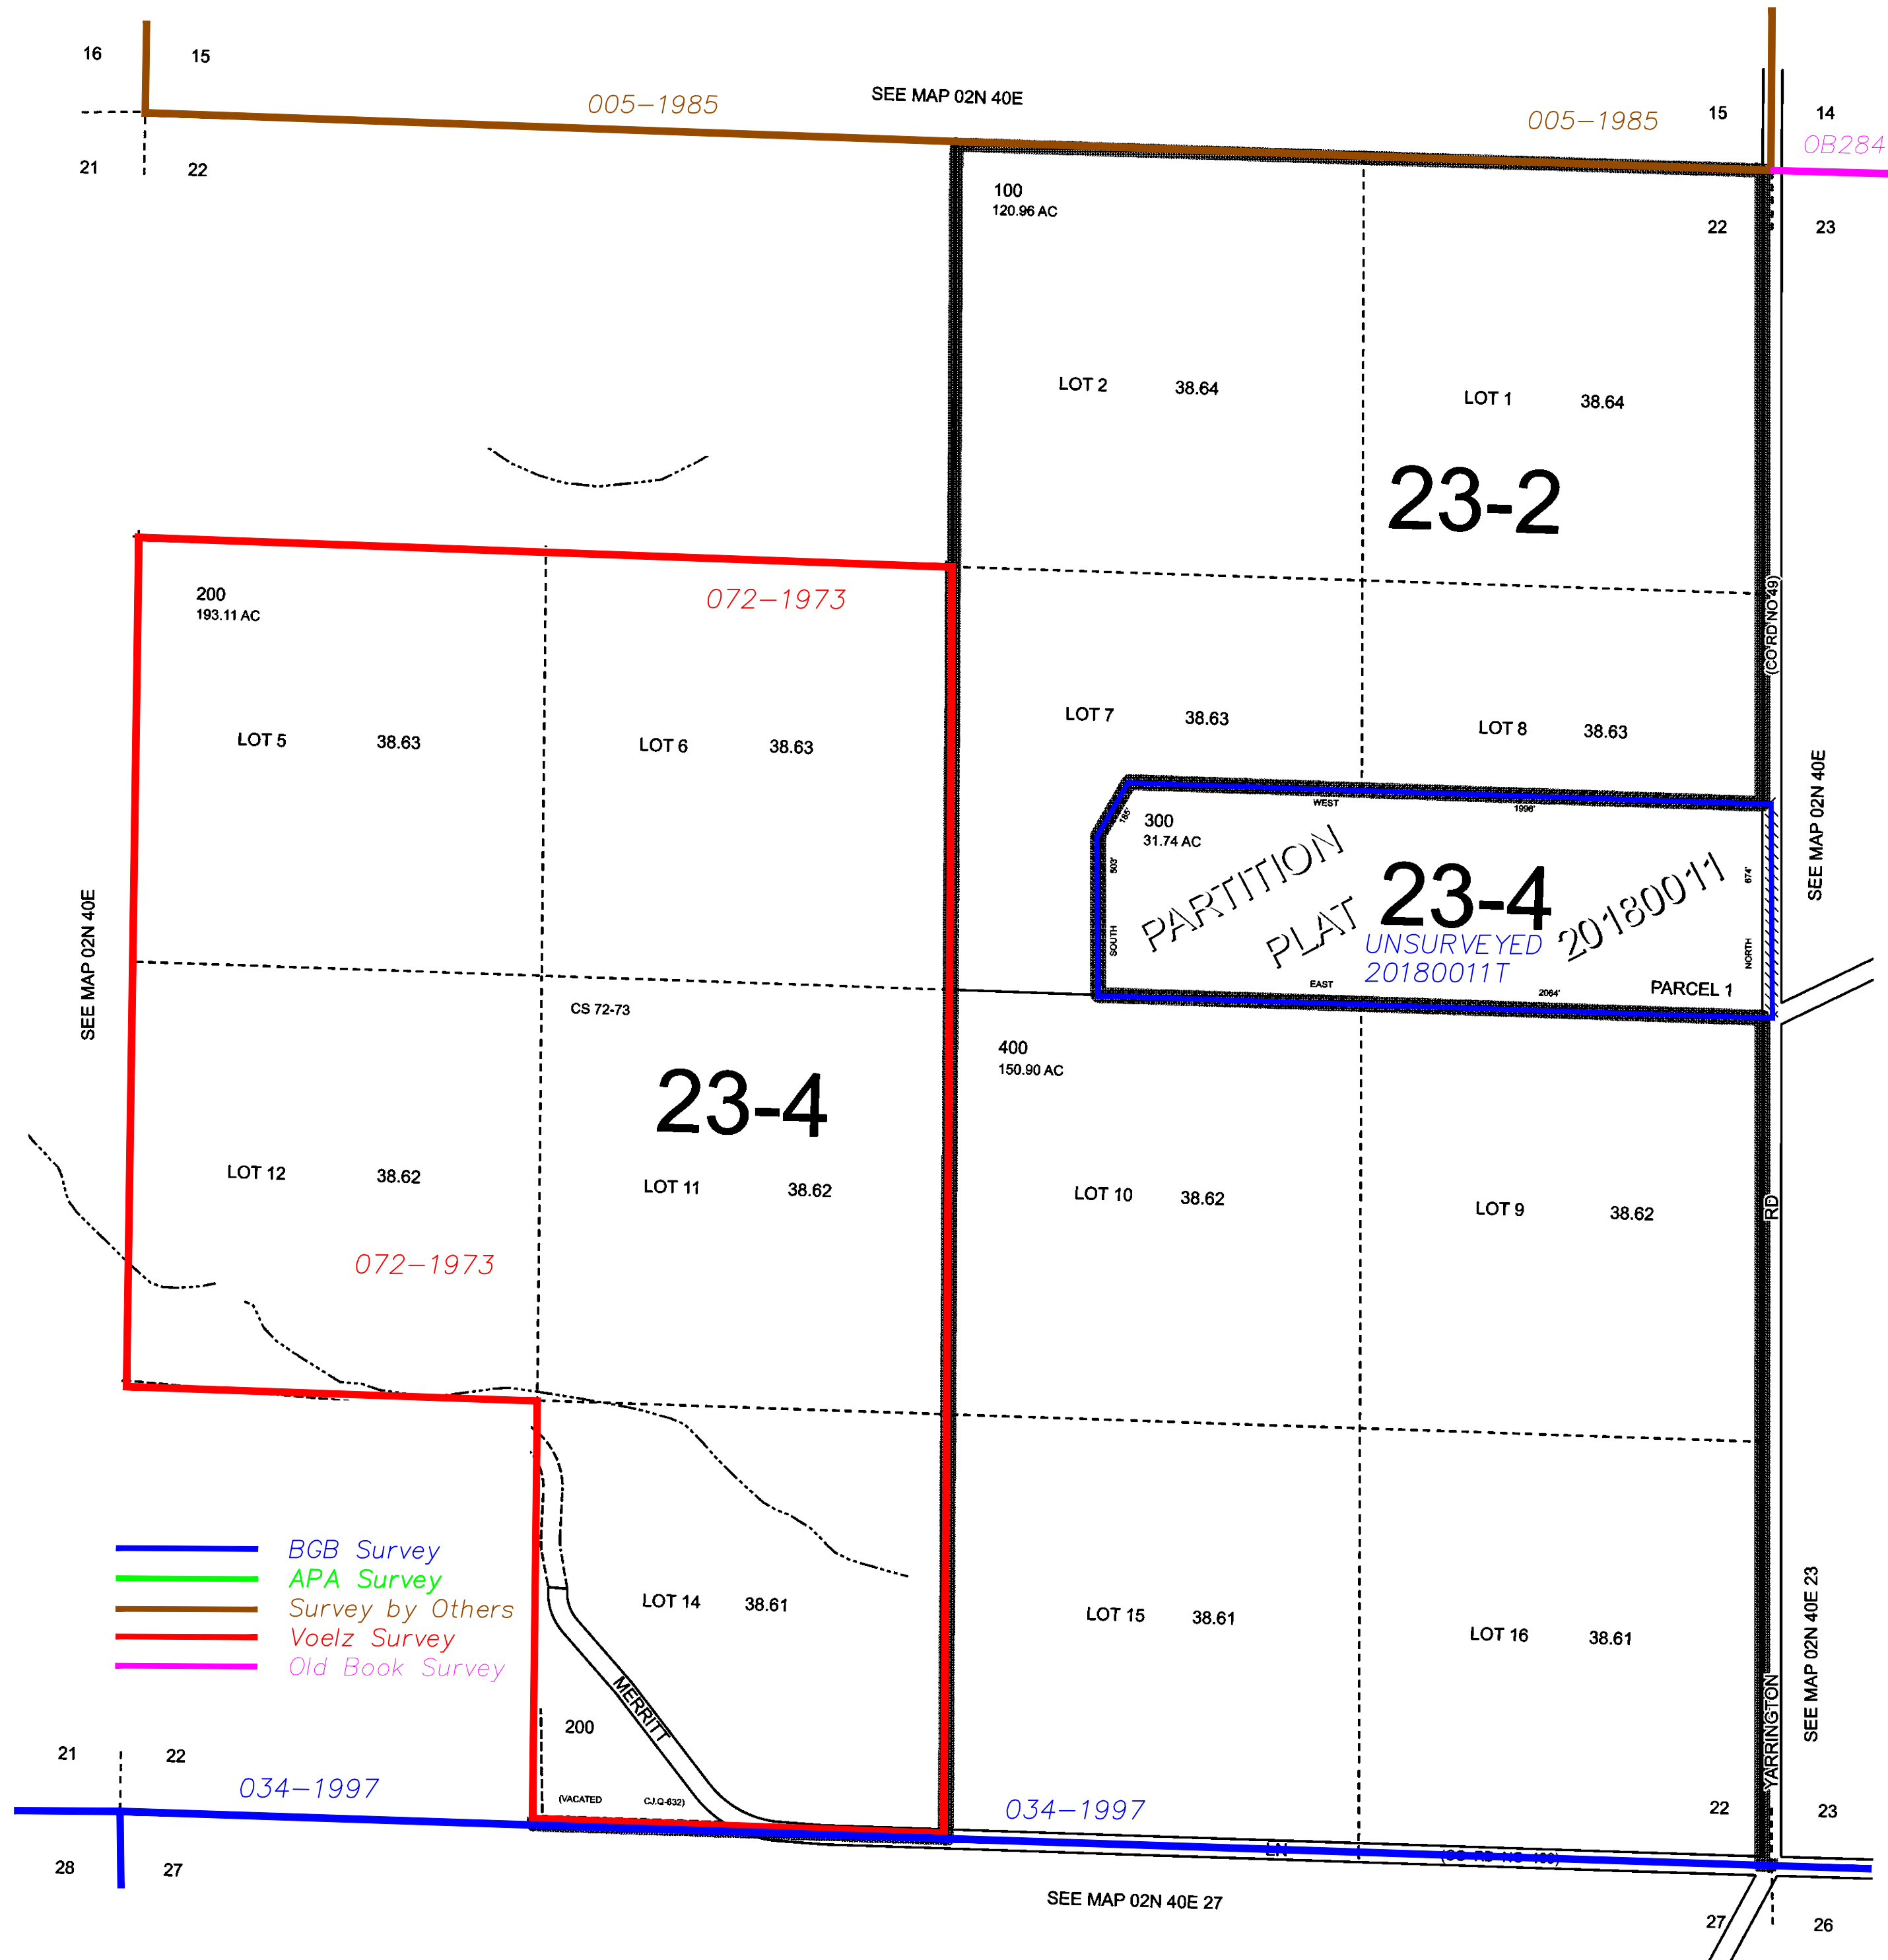 16
15
SEE MAP 02N 40E
005-1985
005-1985
15
14
OB284
21
22
22
23
100
120.96 AC
LOT 2 38.64
LOT 1 38.64
23-2
(CO RD NO 49)
072-1973
200
193.11 AC
LOT 5 38.63
LOT 6 38.63
LOT 7 38.63
LOT 8 38.63
SEE MAP 02N 40E
WEST
1996'
185'
300
31.74 AC
503'
SOUTH
PARTITION
PLAT
20180011
23-4
UNSURVEYED
20180011T
674'
NORTH
EAST
2064'
PARCEL 1
SEE MAP 02N 40E
CS 72-73
23-4
400
150.90 AC
LOT 12 38.62
LOT 11 38.62
LOT 10 38.62
LOT 9 38.62
RD
072-1973
BGB Survey
APA Survey
Survey by Others
Voelz Survey
Old Book Survey
LOT 14 38.61
LOT 15 38.61
LOT 16 38.61
SEE MAP 02N 40E 23
MERRITT
YARRINGTON
200
(VACATED C.J.Q-632)
21
22
034-1997
034-1997
22
23
LN
28
27
SEE MAP 02N 40E 27
27
26